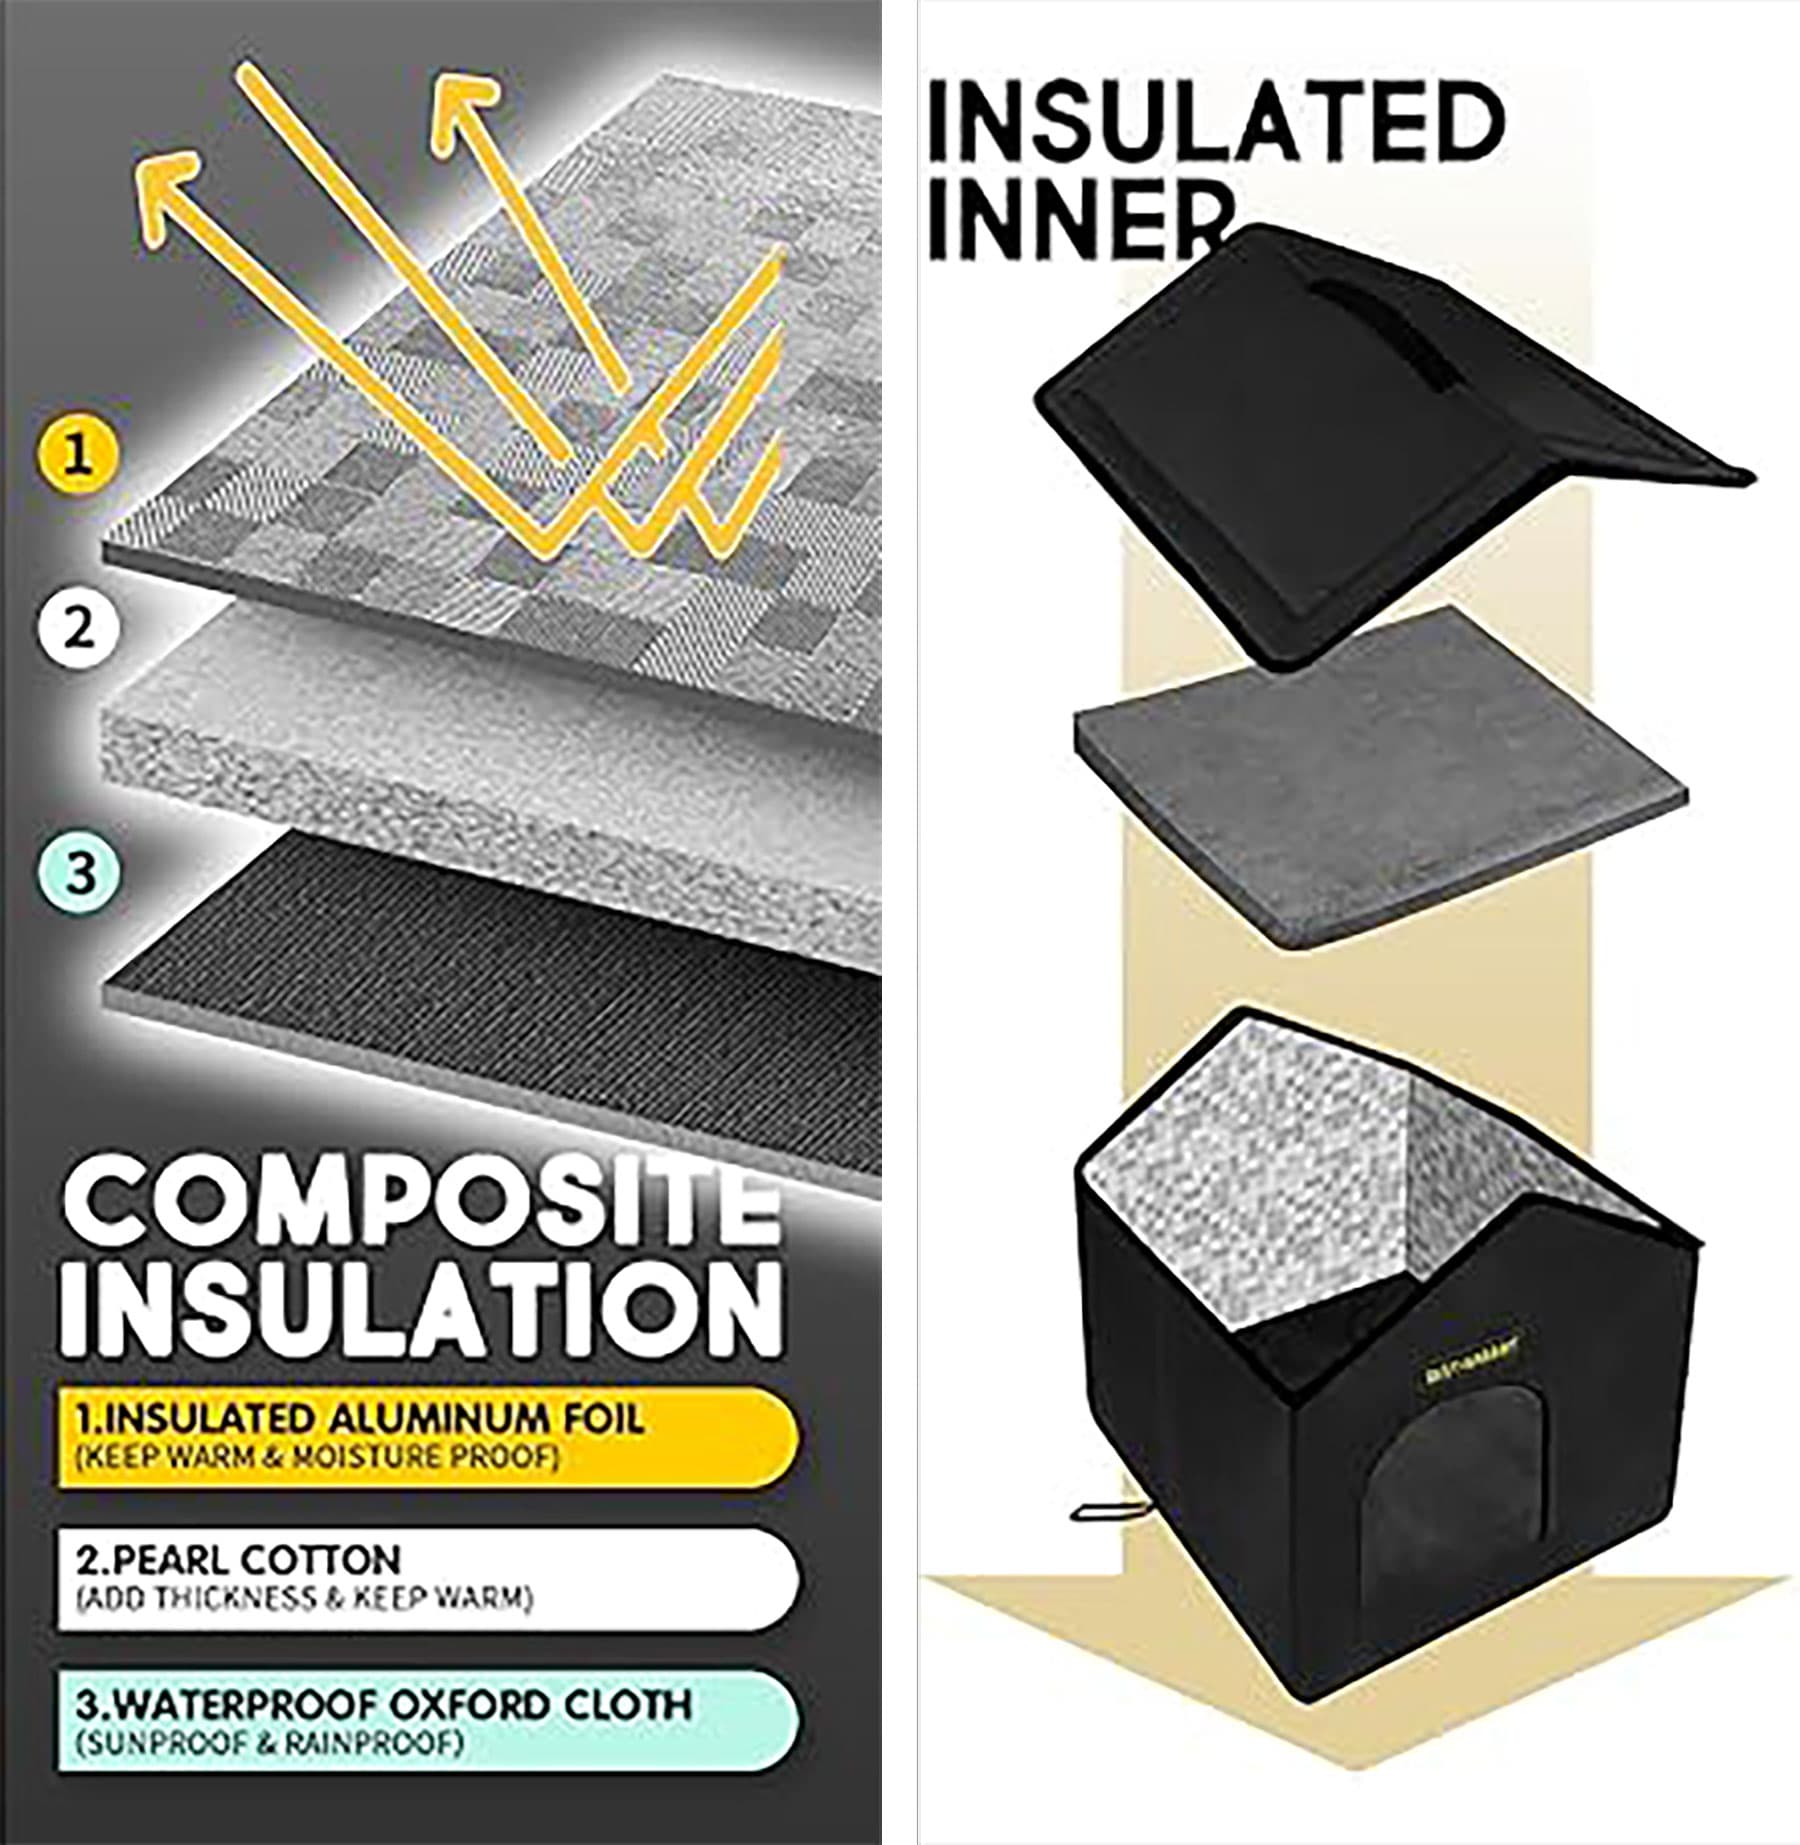 1
2
3
COMPOSITE
INSULATION
1.INSULATED ALUMINUM FOIL
(KEEP WARM & MOISTURE PROOF)
2.PEARL COTTON
(ADD THICKNESS & KEEP WARM)
3.WATERPROOF OXFORD CLOTH
(SUNPROOF & RAINPROOF)
INSULATED
INNER